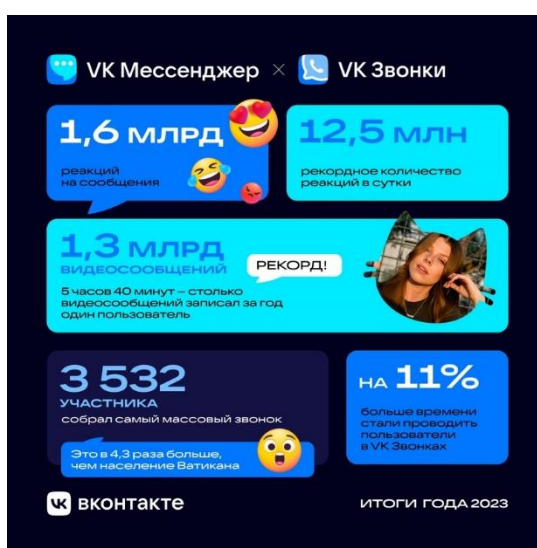 VK Мессенджер × VK Звонки
1,6 млрд
реакций
на сообщения
12,5 млн
рекордное количество
реакций в сутки
1,3 млрд
ВИДЕОСООБЩЕНИЙ
РЕКОРД!
5 часов 40 минут – столько
видеосообщений записал за год
один пользователь
3 532
УЧАСТНИКА
собрал самый массовый звонок
Это в 4,3 раза больше,
чем население Ватикана
НА 11%
больше времени
стали проводить
пользователи
в VK Звонках
VK ВКОНТАКТЕ
ИТОГИ ГОДА 2023